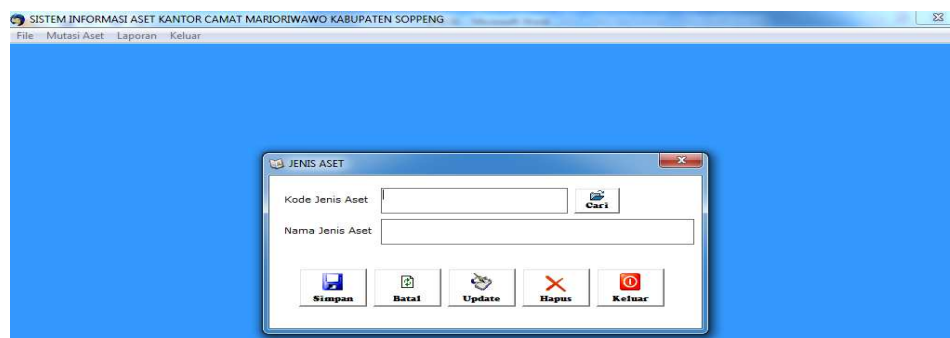 SISTEM INFORMASI ASET KANTOR CAMAT MARIORIWAWO KABUPATEN SOPPENG
File Mutasi Aset Laporan Keluar
JENIS ASET
Kode Jenis Aset
Cari
Nama Jenis Aset
Simpan Batal Update Hapus Keluar